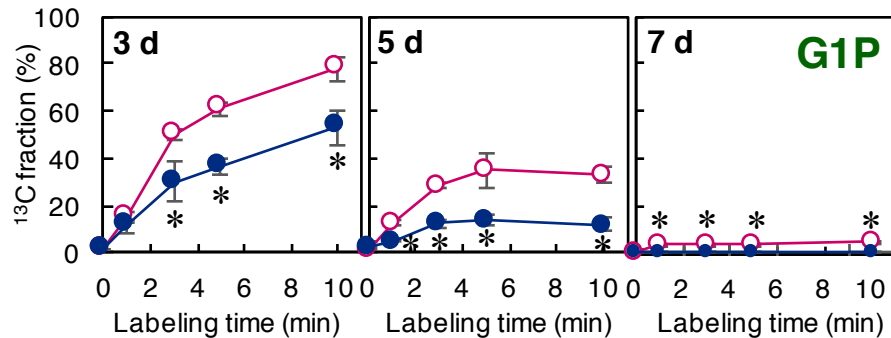 100
80
60
40
20
0
¹³C fraction (%)
3 d
5 d
7 d
G1P
* * *
* * * *
* * * *
0 2 4 6 8 10
0 2 4 6 8 10
0 2 4 6 8 10
Labeling time (min)
Labeling time (min)
Labeling time (min)